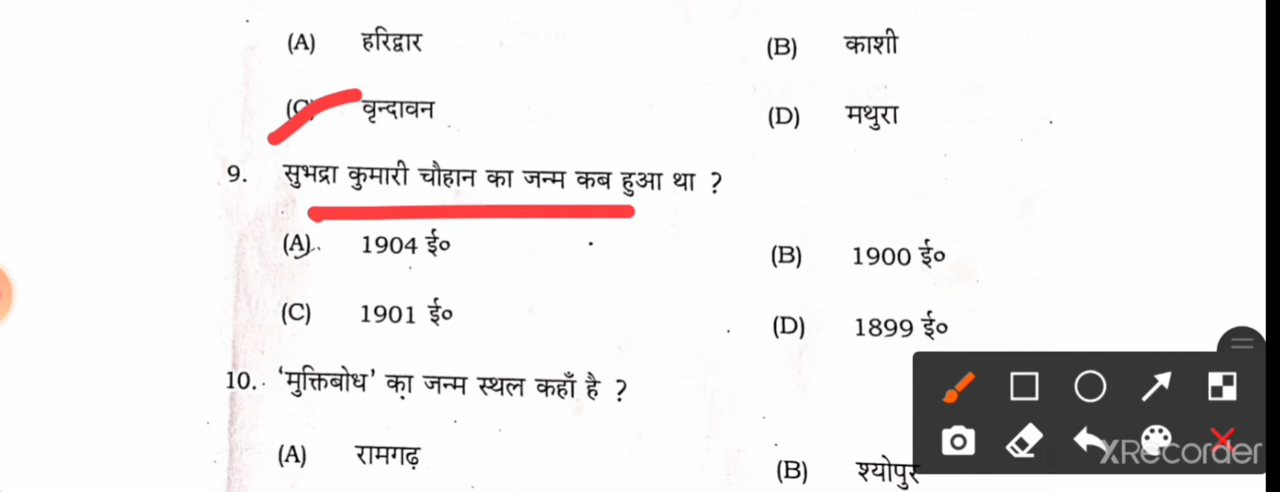 (A) हरिद्वार (B) काशी
(C) वृन्दावन (D) मथुरा
9. सुभद्रा कुमारी चौहान का जन्म कब हुआ था ?
(A) 1904 ई० (B) 1900 ई०
(C) 1901 ई० (D) 1899 ई०
10. 'मुक्तिबोध' का जन्म स्थल कहाँ है ?
(A) रामगढ़ (B) श्योपुर
XRecorder